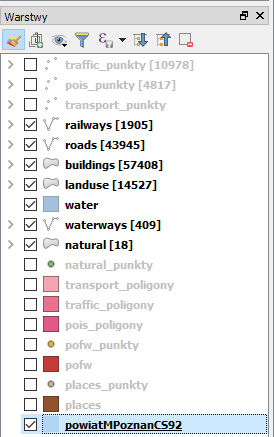 Warstwy
traffic_punkty [10978]
pois_punkty [4817]
transport_punkty
railways [1905]
roads [43945]
buildings [57408]
landuse [14527]
water
waterways [409]
natural [18]
natural_punkty
transport_poligony
traffic_poligony
pois_poligony
pofw_punkty
pofw
places_punkty
places
powiatMPoznanCS92